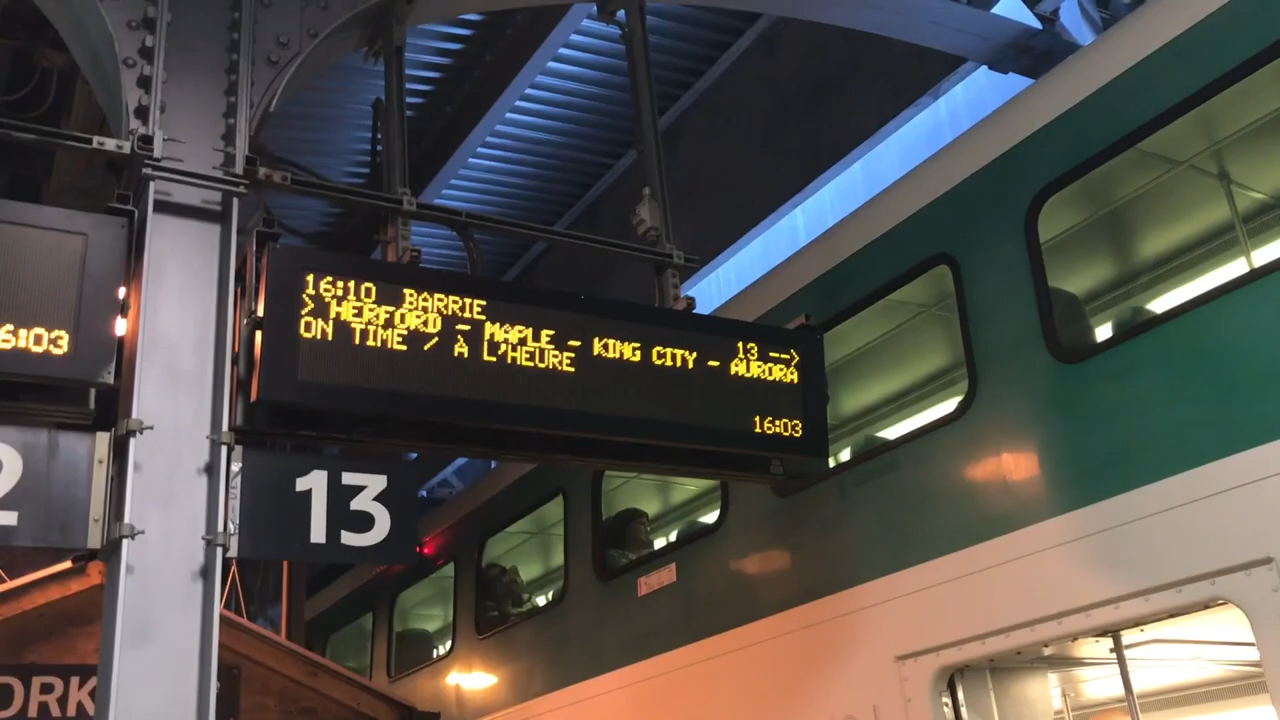 16:10 BARRIE 13 -->
> HERFORD - MAPLE - KING CITY - AURORA
ON TIME / À L'HEURE
16:03
6:03
2
13
ORK